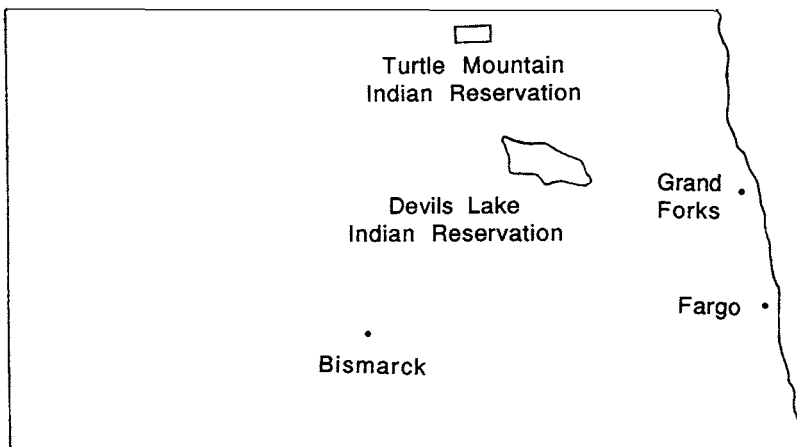 Turtle Mountain
Indian Reservation
Devils Lake
Indian Reservation
Grand
Forks
Fargo
Bismarck